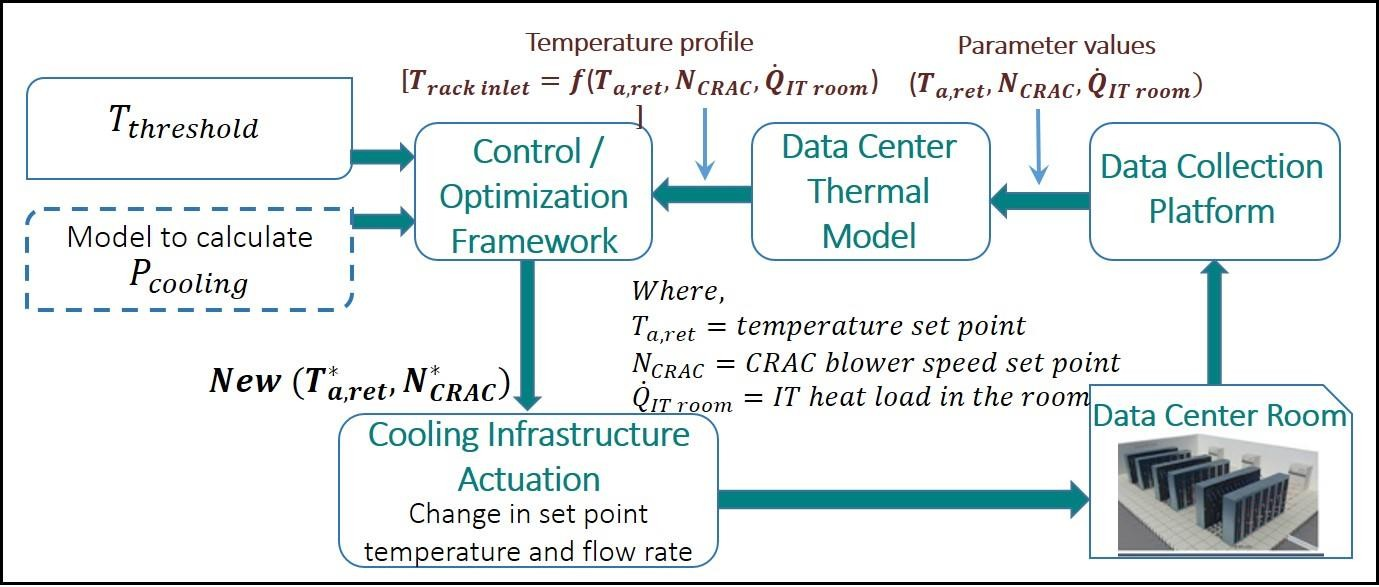 Temperature profile
[T_rack inlet = f(T_a,ret, N_CRAC, Q̇_IT room)
]
Parameter values
(T_a,ret, N_CRAC, Q̇_IT room)
T_threshold
Model to calculate
P_cooling
Control /
Optimization
Framework
Data Center
Thermal
Model
Data Collection
Platform
Where,
T_a,ret = temperature set point
N_CRAC = CRAC blower speed set point
Q̇_IT room = IT heat load in the room
New (T*_a,ret, N*_CRAC)
Cooling Infrastructure
Actuation
Change in set point
temperature and flow rate
Data Center Room